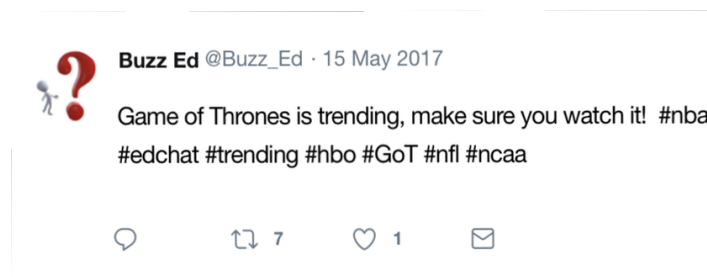 Buzz Ed @Buzz_Ed · 15 May 2017
Game of Thrones is trending, make sure you watch it! #nba
#edchat #trending #hbo #GoT #nfl #ncaa
7 1